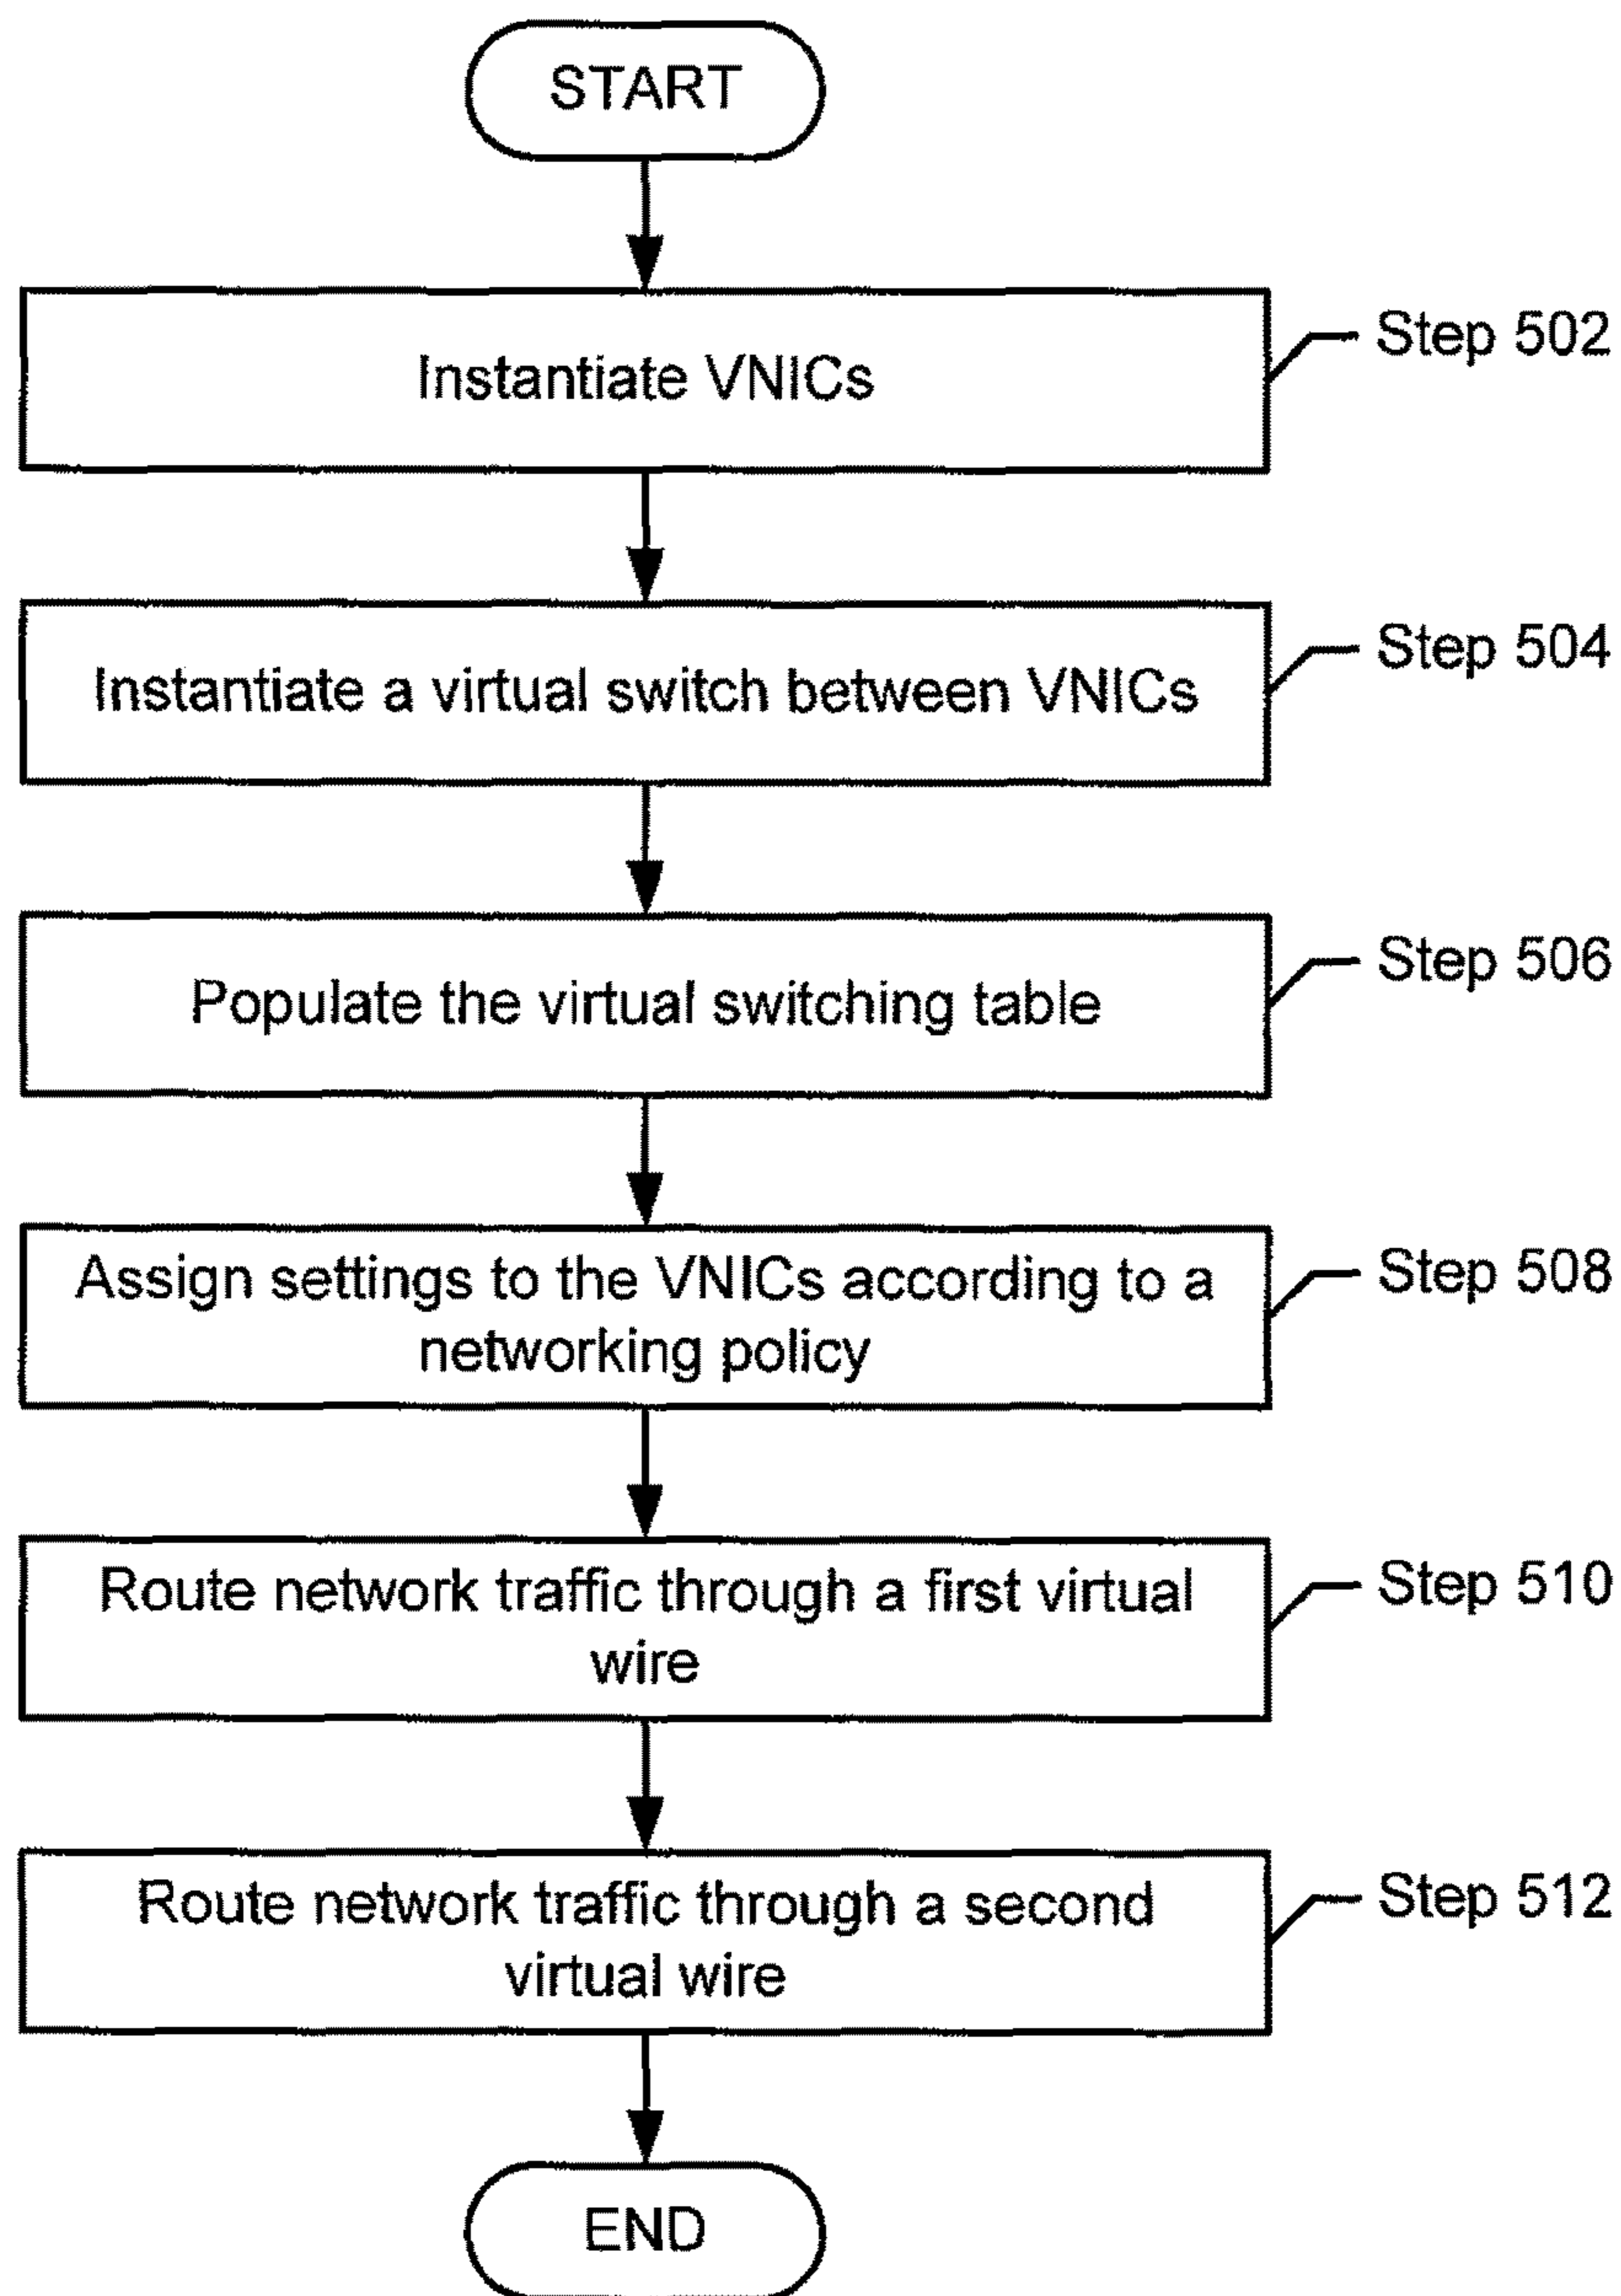 START
Instantiate VNICs
Step 502
Instantiate a virtual switch between VNICs
Step 504
Populate the virtual switching table
Step 506
Assign settings to the VNICs according to a
networking policy
Step 508
Route network traffic through a first virtual
wire
Step 510
Route network traffic through a second
virtual wire
Step 512
END